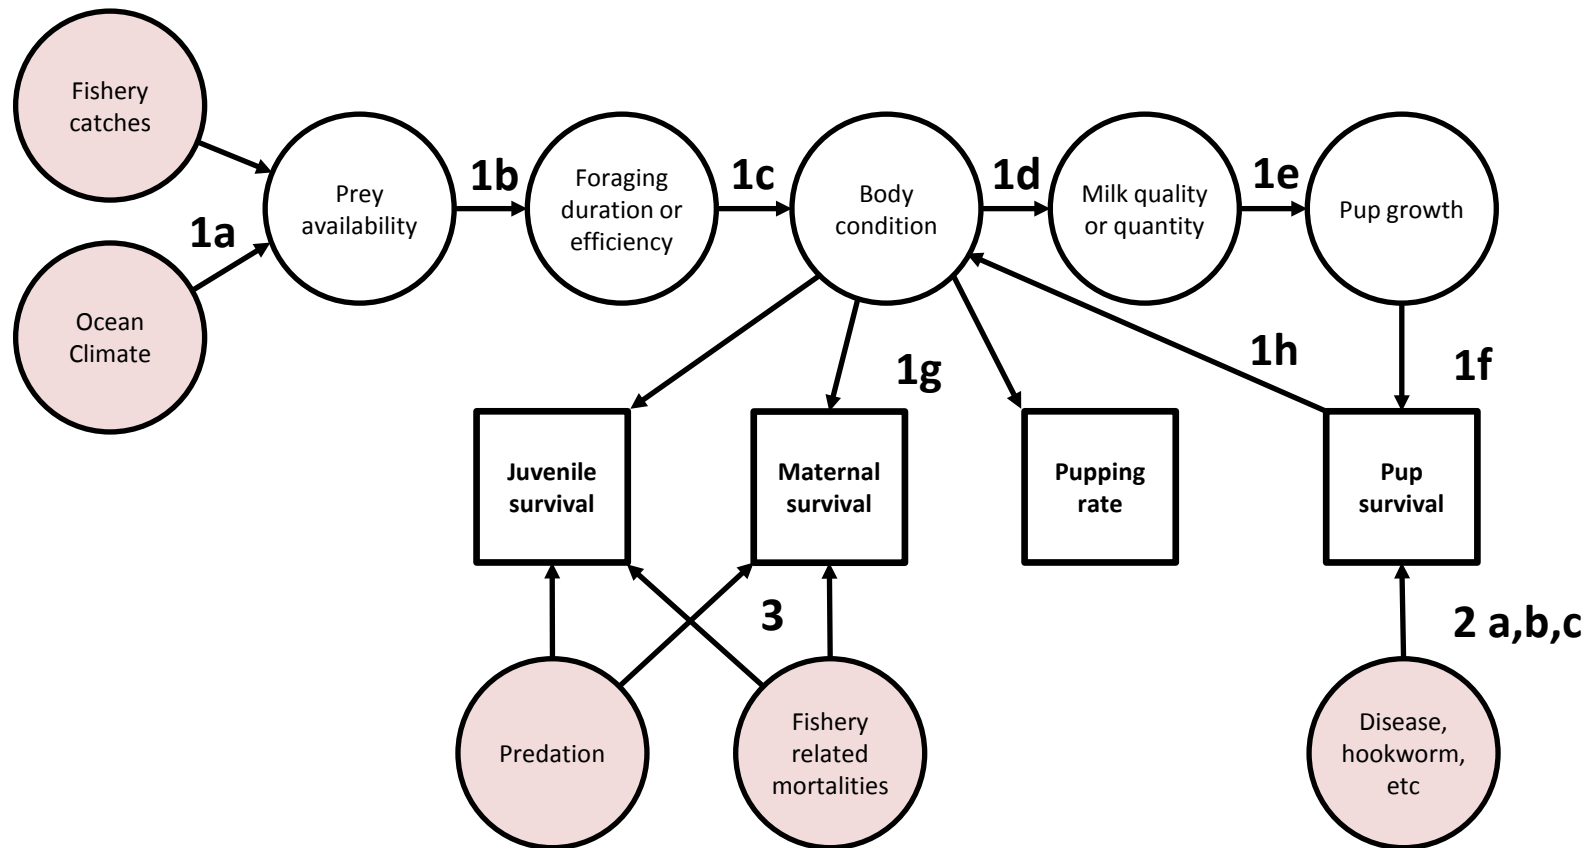 Fishery
catches
1a
Ocean
Climate
Prey
availability
1b
Foraging
duration or
efficiency
1c
Body
condition
1d
Milk quality
or quantity
1e
Pup growth
1g
1h
1f
Juvenile
survival
Maternal
survival
Pupping
rate
Pup
survival
3
2 a,b,c
Predation
Fishery
related
mortalities
Disease,
hookworm,
etc